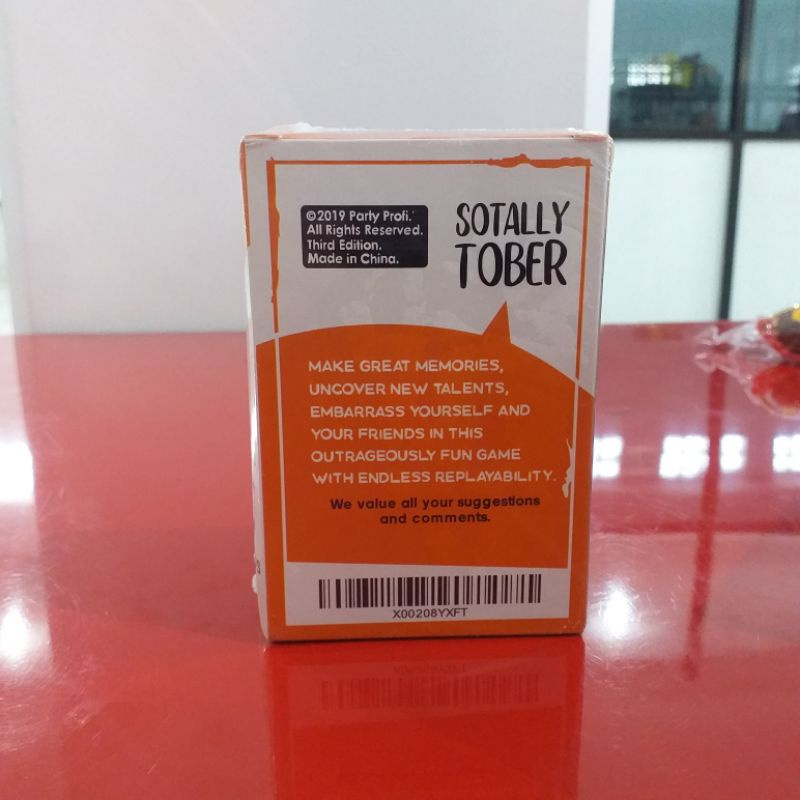 ©2019 Party Profi.
All Rights Reserved.
Third Edition.
Made in China.
SOTALLY
TOBER
MAKE GREAT MEMORIES,
UNCOVER NEW TALENTS,
EMBARRASS YOURSELF AND
YOUR FRIENDS IN THIS
OUTRAGEOUSLY FUN GAME
WITH ENDLESS REPLAYABILITY.
We value all your suggestions
and comments.
X00208YXFT